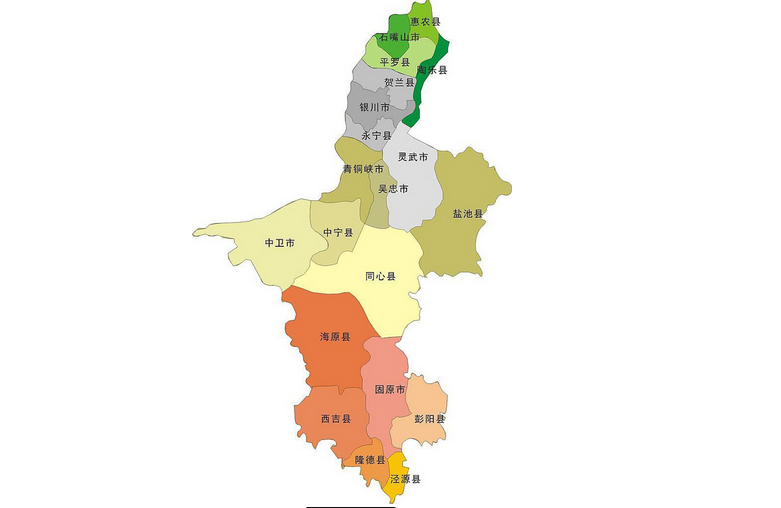 惠农县
石嘴山市
平罗县
陶乐县
贺兰县
银川市
永宁县
灵武市
青铜峡市
吴忠市
盐池县
中宁县
中卫市
同心县
海原县
固原市
西吉县
彭阳县
隆德县
泾源县